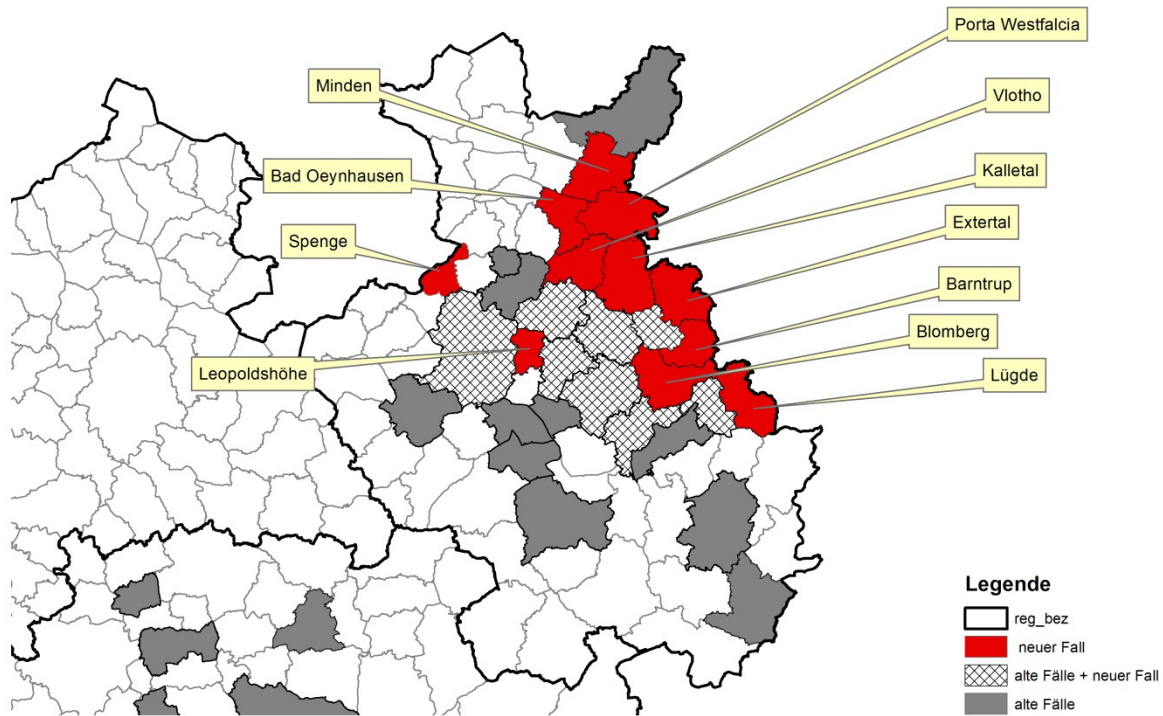 Porta Westfalcia
Minden
Vlotho
Bad Oeynhausen
Kalletal
Spenge
Extertal
Barntrup
Blomberg
Leopoldshöhe
Lügde
Legende
reg_bez
neuer Fall
alte Fälle + neuer Fall
alte Fälle